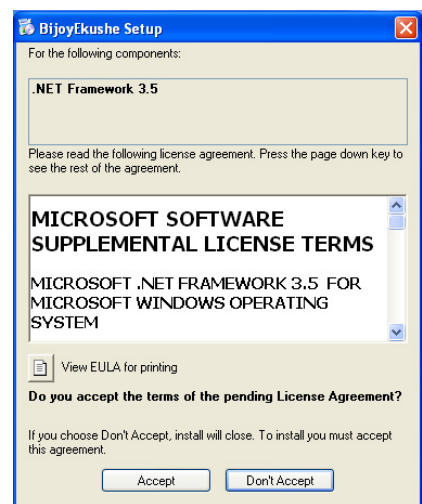 BijoyEkushe Setup
For the following components:
.NET Framework 3.5
Please read the following license agreement. Press the page down key to
see the rest of the agreement.
MICROSOFT SOFTWARE
SUPPLEMENTAL LICENSE TERMS
MICROSOFT .NET FRAMEWORK 3.5 FOR
MICROSOFT WINDOWS OPERATING
SYSTEM
View EULA for printing
Do you accept the terms of the pending License Agreement?
If you choose Don't Accept, install will close. To install you must accept
this agreement.
Accept Don't Accept